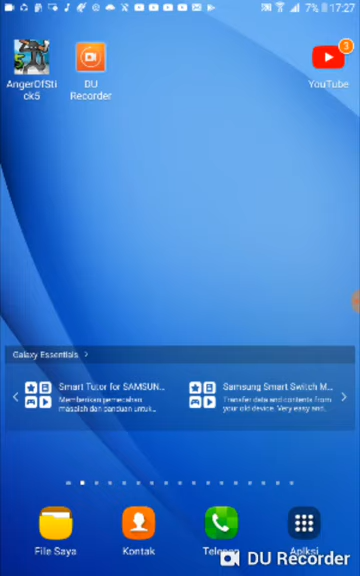 7% 17:27
3
AngerOfSti
ck5
DU
Recorder
YouTube
Galaxy Essentials >
Smart Tutor for SAMSUN...
Memberikan pemecahan
masalah dan panduan untuk...
Samsung Smart Switch M...
Transfer data and contents from
your old device. Very easy and...
File Saya
Kontak
Telepon
Aplikasi
DU Recorder